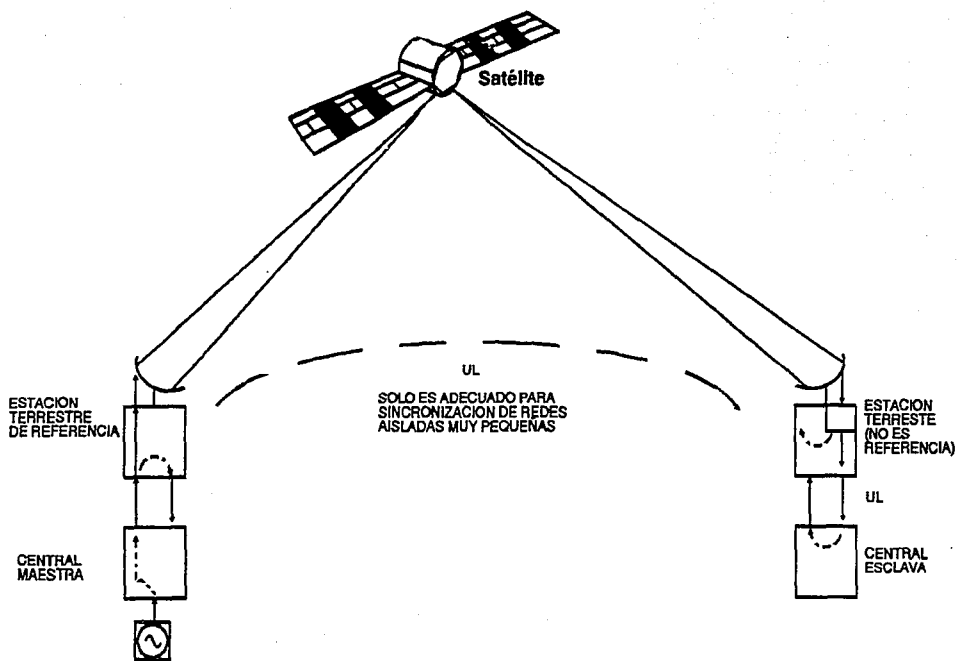 Satélite
UL
SOLO ES ADECUADO PARA
SINCRONIZACION DE REDES
AISLADAS MUY PEQUEÑAS
ESTACION
TERRESTRE
DE REFERENCIA
ESTACION
TERRESTE
(NO ES
REFERENCIA)
UL
CENTRAL
MAESTRA
CENTRAL
ESCLAVA